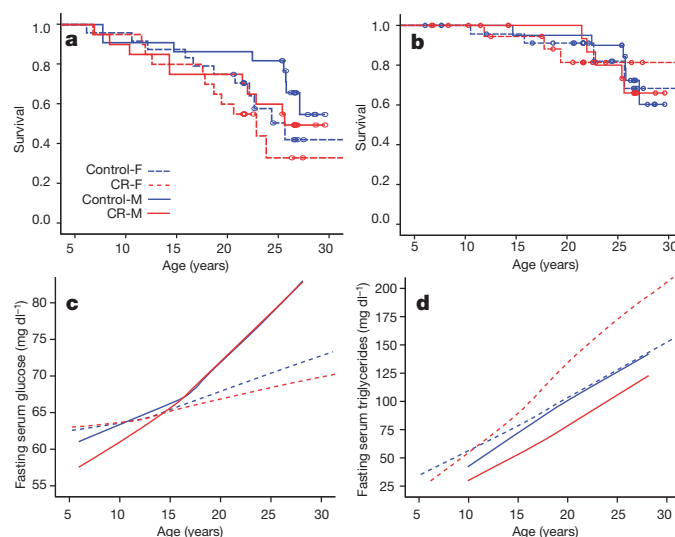 a
Survival
1.0
0.8
0.6
0.4
0.2
0.0
Control-F
CR-F
Control-M
CR-M
5 10 15 20 25 30
Age (years)
b
Survival
1.0
0.8
0.6
0.4
0.2
0.0
5 10 15 20 25 30
Age (years)
c
Fasting serum glucose (mg dl⁻¹)
80
75
70
65
60
55
5 10 15 20 25 30
Age (years)
d
Fasting serum triglycerides (mg dl⁻¹)
200
175
150
125
100
75
50
25
5 10 15 20 25 30
Age (years)